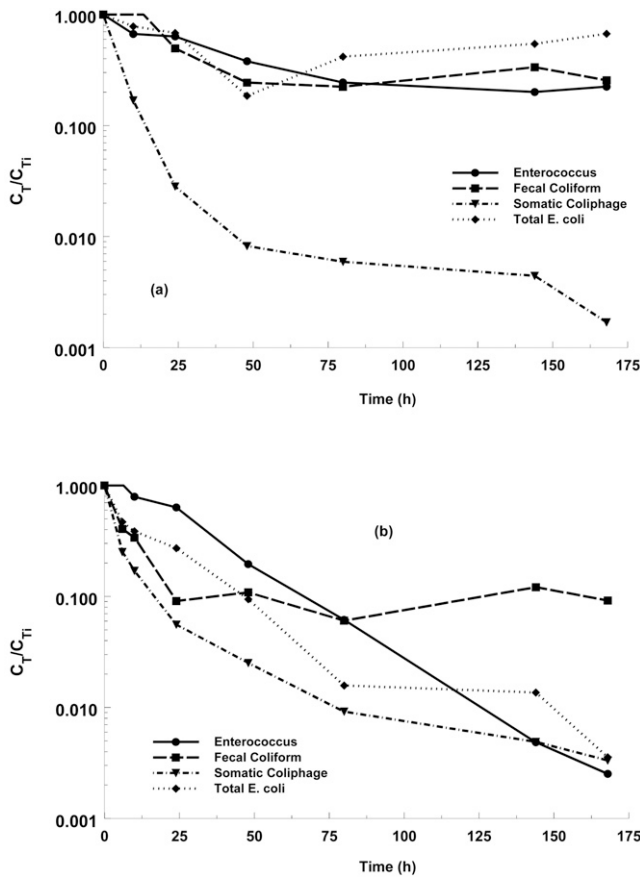 1.000
0.100
0.010
0.001
C_T/C_Ti
Enterococcus
Fecal Coliform
Somatic Coliphage
Total E. coli
(a)
0 25 50 75 100 125 150 175
Time (h)
1.000
0.100
0.010
0.001
C_T/C_Ti
(b)
Enterococcus
Fecal Coliform
Somatic Coliphage
Total E. coli
0 25 50 75 100 125 150 175
Time (h)